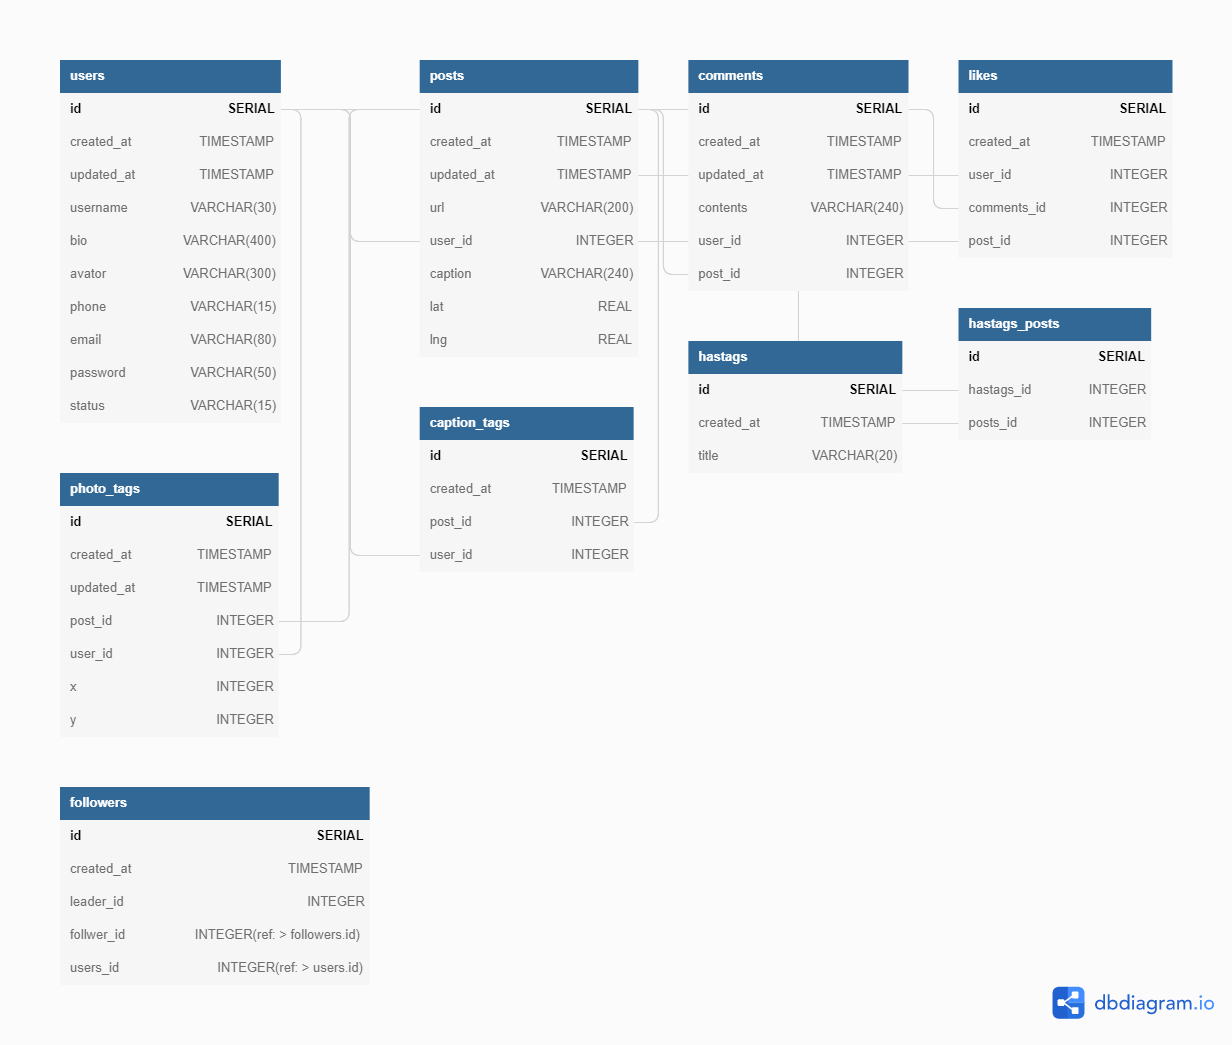 users
id SERIAL
created_at TIMESTAMP
updated_at TIMESTAMP
username VARCHAR(30)
bio VARCHAR(400)
avator VARCHAR(300)
phone VARCHAR(15)
email VARCHAR(80)
password VARCHAR(50)
status VARCHAR(15)
posts
id SERIAL
created_at TIMESTAMP
updated_at TIMESTAMP
url VARCHAR(200)
user_id INTEGER
caption VARCHAR(240)
lat REAL
lng REAL
comments
id SERIAL
created_at TIMESTAMP
updated_at TIMESTAMP
contents VARCHAR(240)
user_id INTEGER
post_id INTEGER
likes
id SERIAL
created_at TIMESTAMP
user_id INTEGER
comments_id INTEGER
post_id INTEGER
hastags_posts
id SERIAL
hastags_id INTEGER
posts_id INTEGER
hastags
id SERIAL
created_at TIMESTAMP
title VARCHAR(20)
caption_tags
id SERIAL
created_at TIMESTAMP
post_id INTEGER
user_id INTEGER
photo_tags
id SERIAL
created_at TIMESTAMP
updated_at TIMESTAMP
post_id INTEGER
user_id INTEGER
x INTEGER
y INTEGER
followers
id SERIAL
created_at TIMESTAMP
leader_id INTEGER
follwer_id INTEGER(ref: > followers.id)
users_id INTEGER(ref: > users.id)
dbdiagram.io